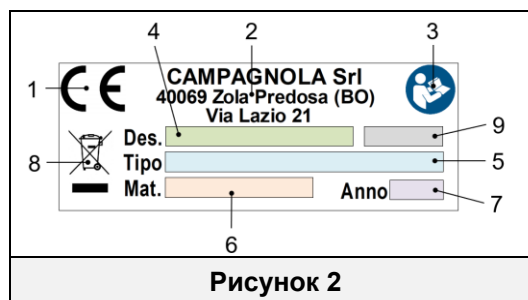 4 2 3
1 CE CAMPAGNOLA Srl
40069 Zola Predosa (BO)
Via Lazio 21
Des. 9
8 Tipo 5
Mat. Anno 7
6
Рисунок 2